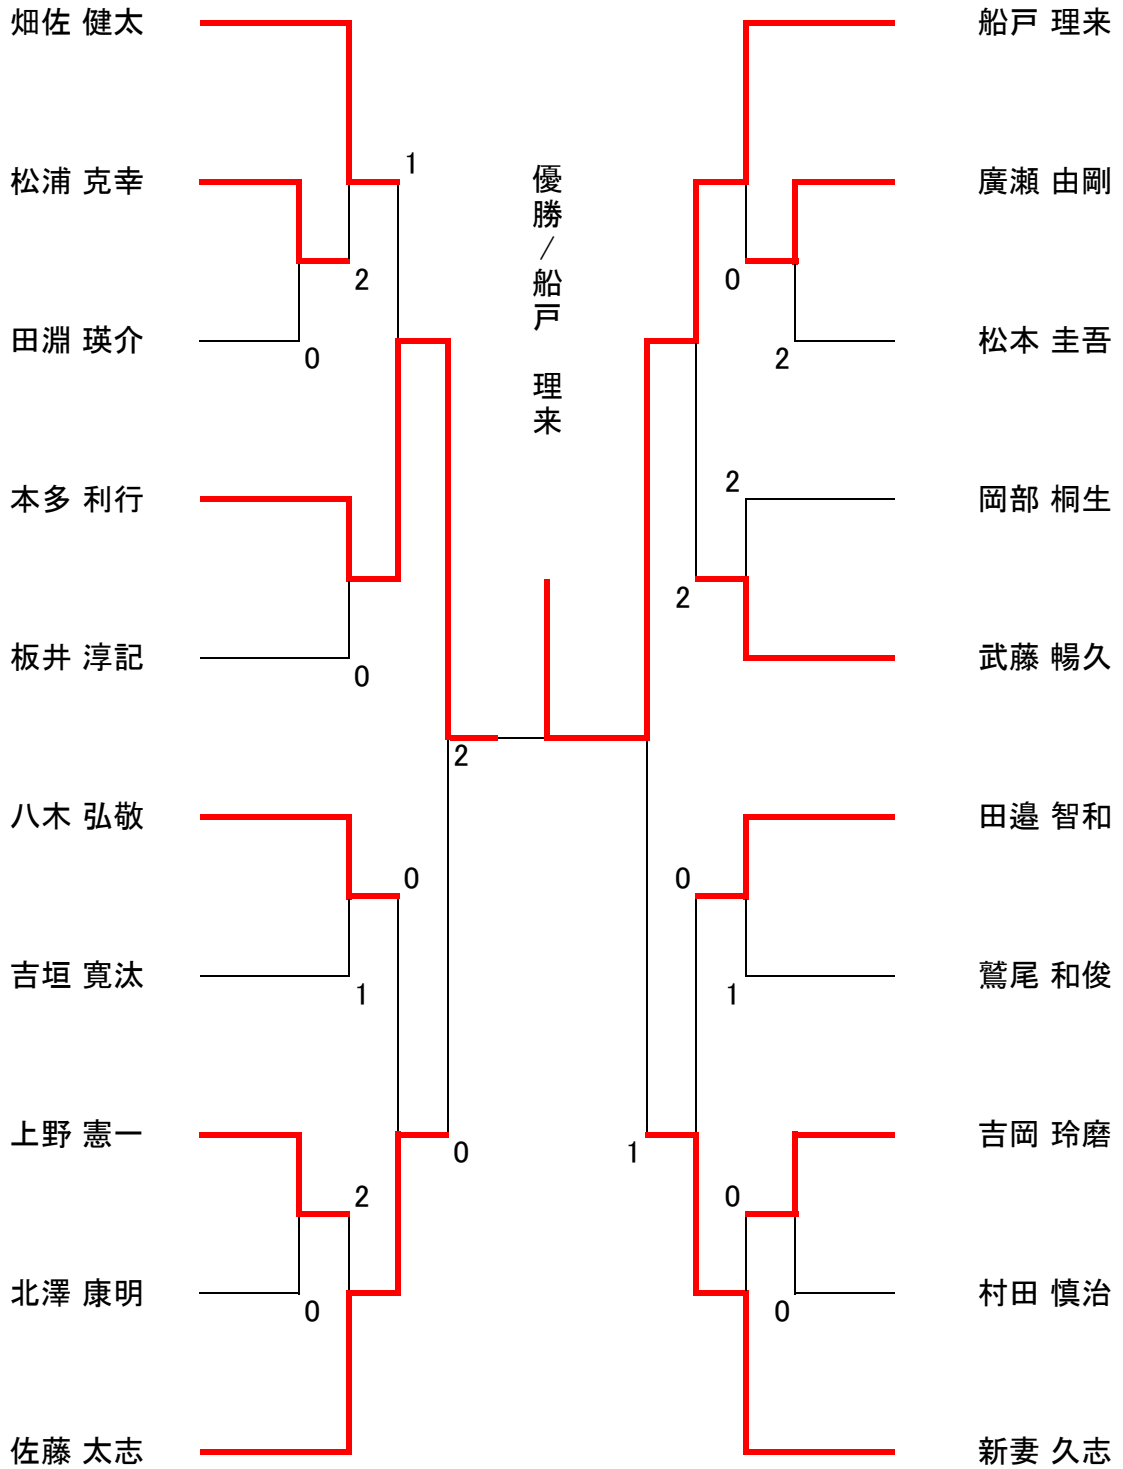 畑佐 健太
船戸 理来
1
優勝/船戸 理来
松浦 克幸
廣瀬 由剛
2
0
田淵 瑛介
松本 圭吾
0
2
本多 利行
2
岡部 桐生
2
板井 淳記
武藤 暢久
0
2
八木 弘敬
田邉 智和
0
0
吉垣 寛汰
鷲尾 和俊
1
1
上野 憲一
吉岡 玲磨
0
1
2
0
北澤 康明
村田 慎治
0
0
佐藤 太志
新妻 久志